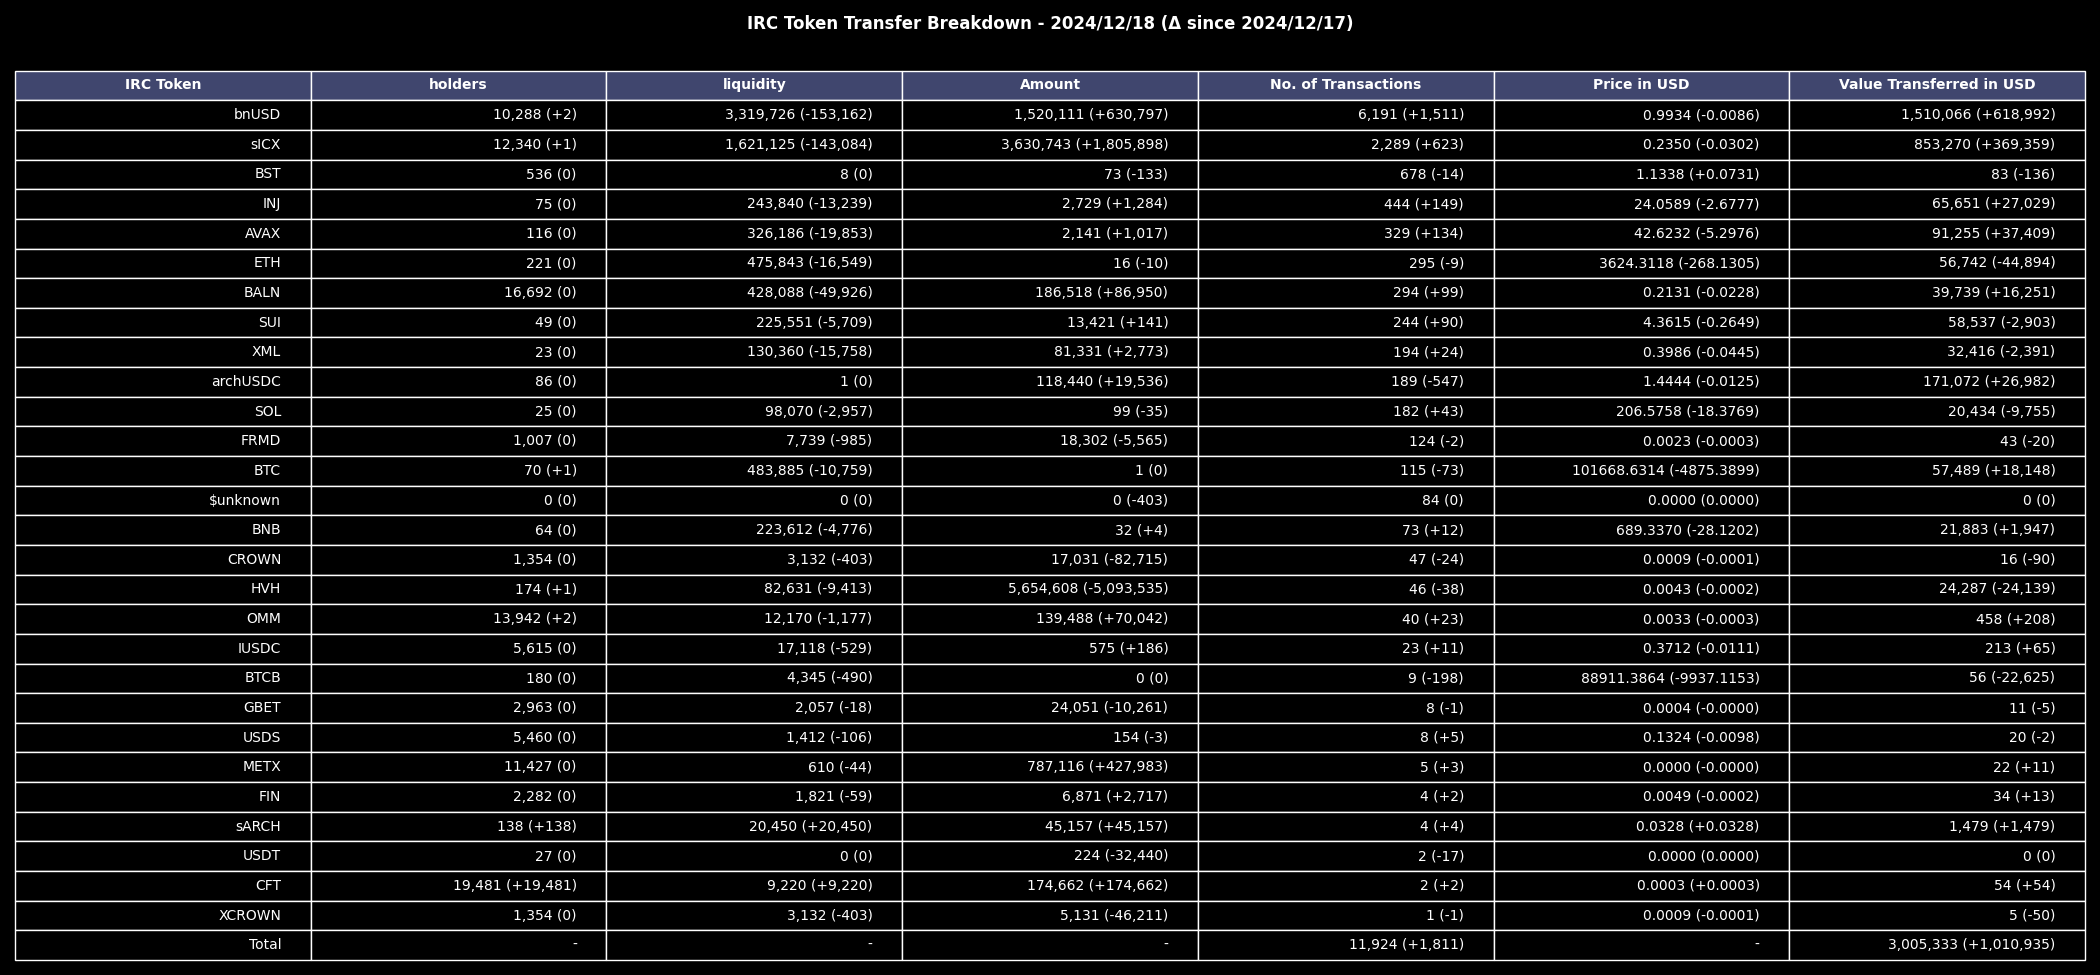 IRC Token Transfer Breakdown - 2024/12/18 (Δ since 2024/12/17)
IRC Token holders liquidity Amount No. of Transactions Price in USD Value Transferred in USD
bnUSD 10,288 (+2) 3,319,726 (-153,162) 1,520,111 (+630,797) 6,191 (+1,511) 0.9934 (-0.0086) 1,510,066 (+618,992)
sICX 12,340 (+1) 1,621,125 (-143,084) 3,630,743 (+1,805,898) 2,289 (+623) 0.2350 (-0.0302) 853,270 (+369,359)
BST 536 (0) 8 (0) 73 (-133) 678 (-14) 1.1338 (+0.0731) 83 (-136)
INJ 75 (0) 243,840 (-13,239) 2,729 (+1,284) 444 (+149) 24.0589 (-2.6777) 65,651 (+27,029)
AVAX 116 (0) 326,186 (-19,853) 2,141 (+1,017) 329 (+134) 42.6232 (-5.2976) 91,255 (+37,409)
ETH 221 (0) 475,843 (-16,549) 16 (-10) 295 (-9) 3624.3118 (-268.1305) 56,742 (-44,894)
BALN 16,692 (0) 428,088 (-49,926) 186,518 (+86,950) 294 (+99) 0.2131 (-0.0228) 39,739 (+16,251)
SUI 49 (0) 225,551 (-5,709) 13,421 (+141) 244 (+90) 4.3615 (-0.2649) 58,537 (-2,903)
XML 23 (0) 130,360 (-15,758) 81,331 (+2,773) 194 (+24) 0.3986 (-0.0445) 32,416 (-2,391)
archUSDC 86 (0) 1 (0) 118,440 (+19,536) 189 (-547) 1.4444 (-0.0125) 171,072 (+26,982)
SOL 25 (0) 98,070 (-2,957) 99 (-35) 182 (+43) 206.5758 (-18.3769) 20,434 (-9,755)
FRMD 1,007 (0) 7,739 (-985) 18,302 (-5,565) 124 (-2) 0.0023 (-0.0003) 43 (-20)
BTC 70 (+1) 483,885 (-10,759) 1 (0) 115 (-73) 101668.6314 (-4875.3899) 57,489 (+18,148)
$unknown 0 (0) 0 (0) 0 (-403) 84 (0) 0.0000 (0.0000) 0 (0)
BNB 64 (0) 223,612 (-4,776) 32 (+4) 73 (+12) 689.3370 (-28.1202) 21,883 (+1,947)
CROWN 1,354 (0) 3,132 (-403) 17,031 (-82,715) 47 (-24) 0.0009 (-0.0001) 16 (-90)
HVH 174 (+1) 82,631 (-9,413) 5,654,608 (-5,093,535) 46 (-38) 0.0043 (-0.0002) 24,287 (-24,139)
OMM 13,942 (+2) 12,170 (-1,177) 139,488 (+70,042) 40 (+23) 0.0033 (-0.0003) 458 (+208)
IUSDC 5,615 (0) 17,118 (-529) 575 (+186) 23 (+11) 0.3712 (-0.0111) 213 (+65)
BTCB 180 (0) 4,345 (-490) 0 (0) 9 (-198) 88911.3864 (-9937.1153) 56 (-22,625)
GBET 2,963 (0) 2,057 (-18) 24,051 (-10,261) 8 (-1) 0.0004 (-0.0000) 11 (-5)
USDS 5,460 (0) 1,412 (-106) 154 (-3) 8 (+5) 0.1324 (-0.0098) 20 (-2)
METX 11,427 (0) 610 (-44) 787,116 (+427,983) 5 (+3) 0.0000 (-0.0000) 22 (+11)
FIN 2,282 (0) 1,821 (-59) 6,871 (+2,717) 4 (+2) 0.0049 (-0.0002) 34 (+13)
sARCH 138 (+138) 20,450 (+20,450) 45,157 (+45,157) 4 (+4) 0.0328 (+0.0328) 1,479 (+1,479)
USDT 27 (0) 0 (0) 224 (-32,440) 2 (-17) 0.0000 (0.0000) 0 (0)
CFT 19,481 (+19,481) 9,220 (+9,220) 174,662 (+174,662) 2 (+2) 0.0003 (+0.0003) 54 (+54)
XCROWN 1,354 (0) 3,132 (-403) 5,131 (-46,211) 1 (-1) 0.0009 (-0.0001) 5 (-50)
Total - - - 11,924 (+1,811) - 3,005,333 (+1,010,935)